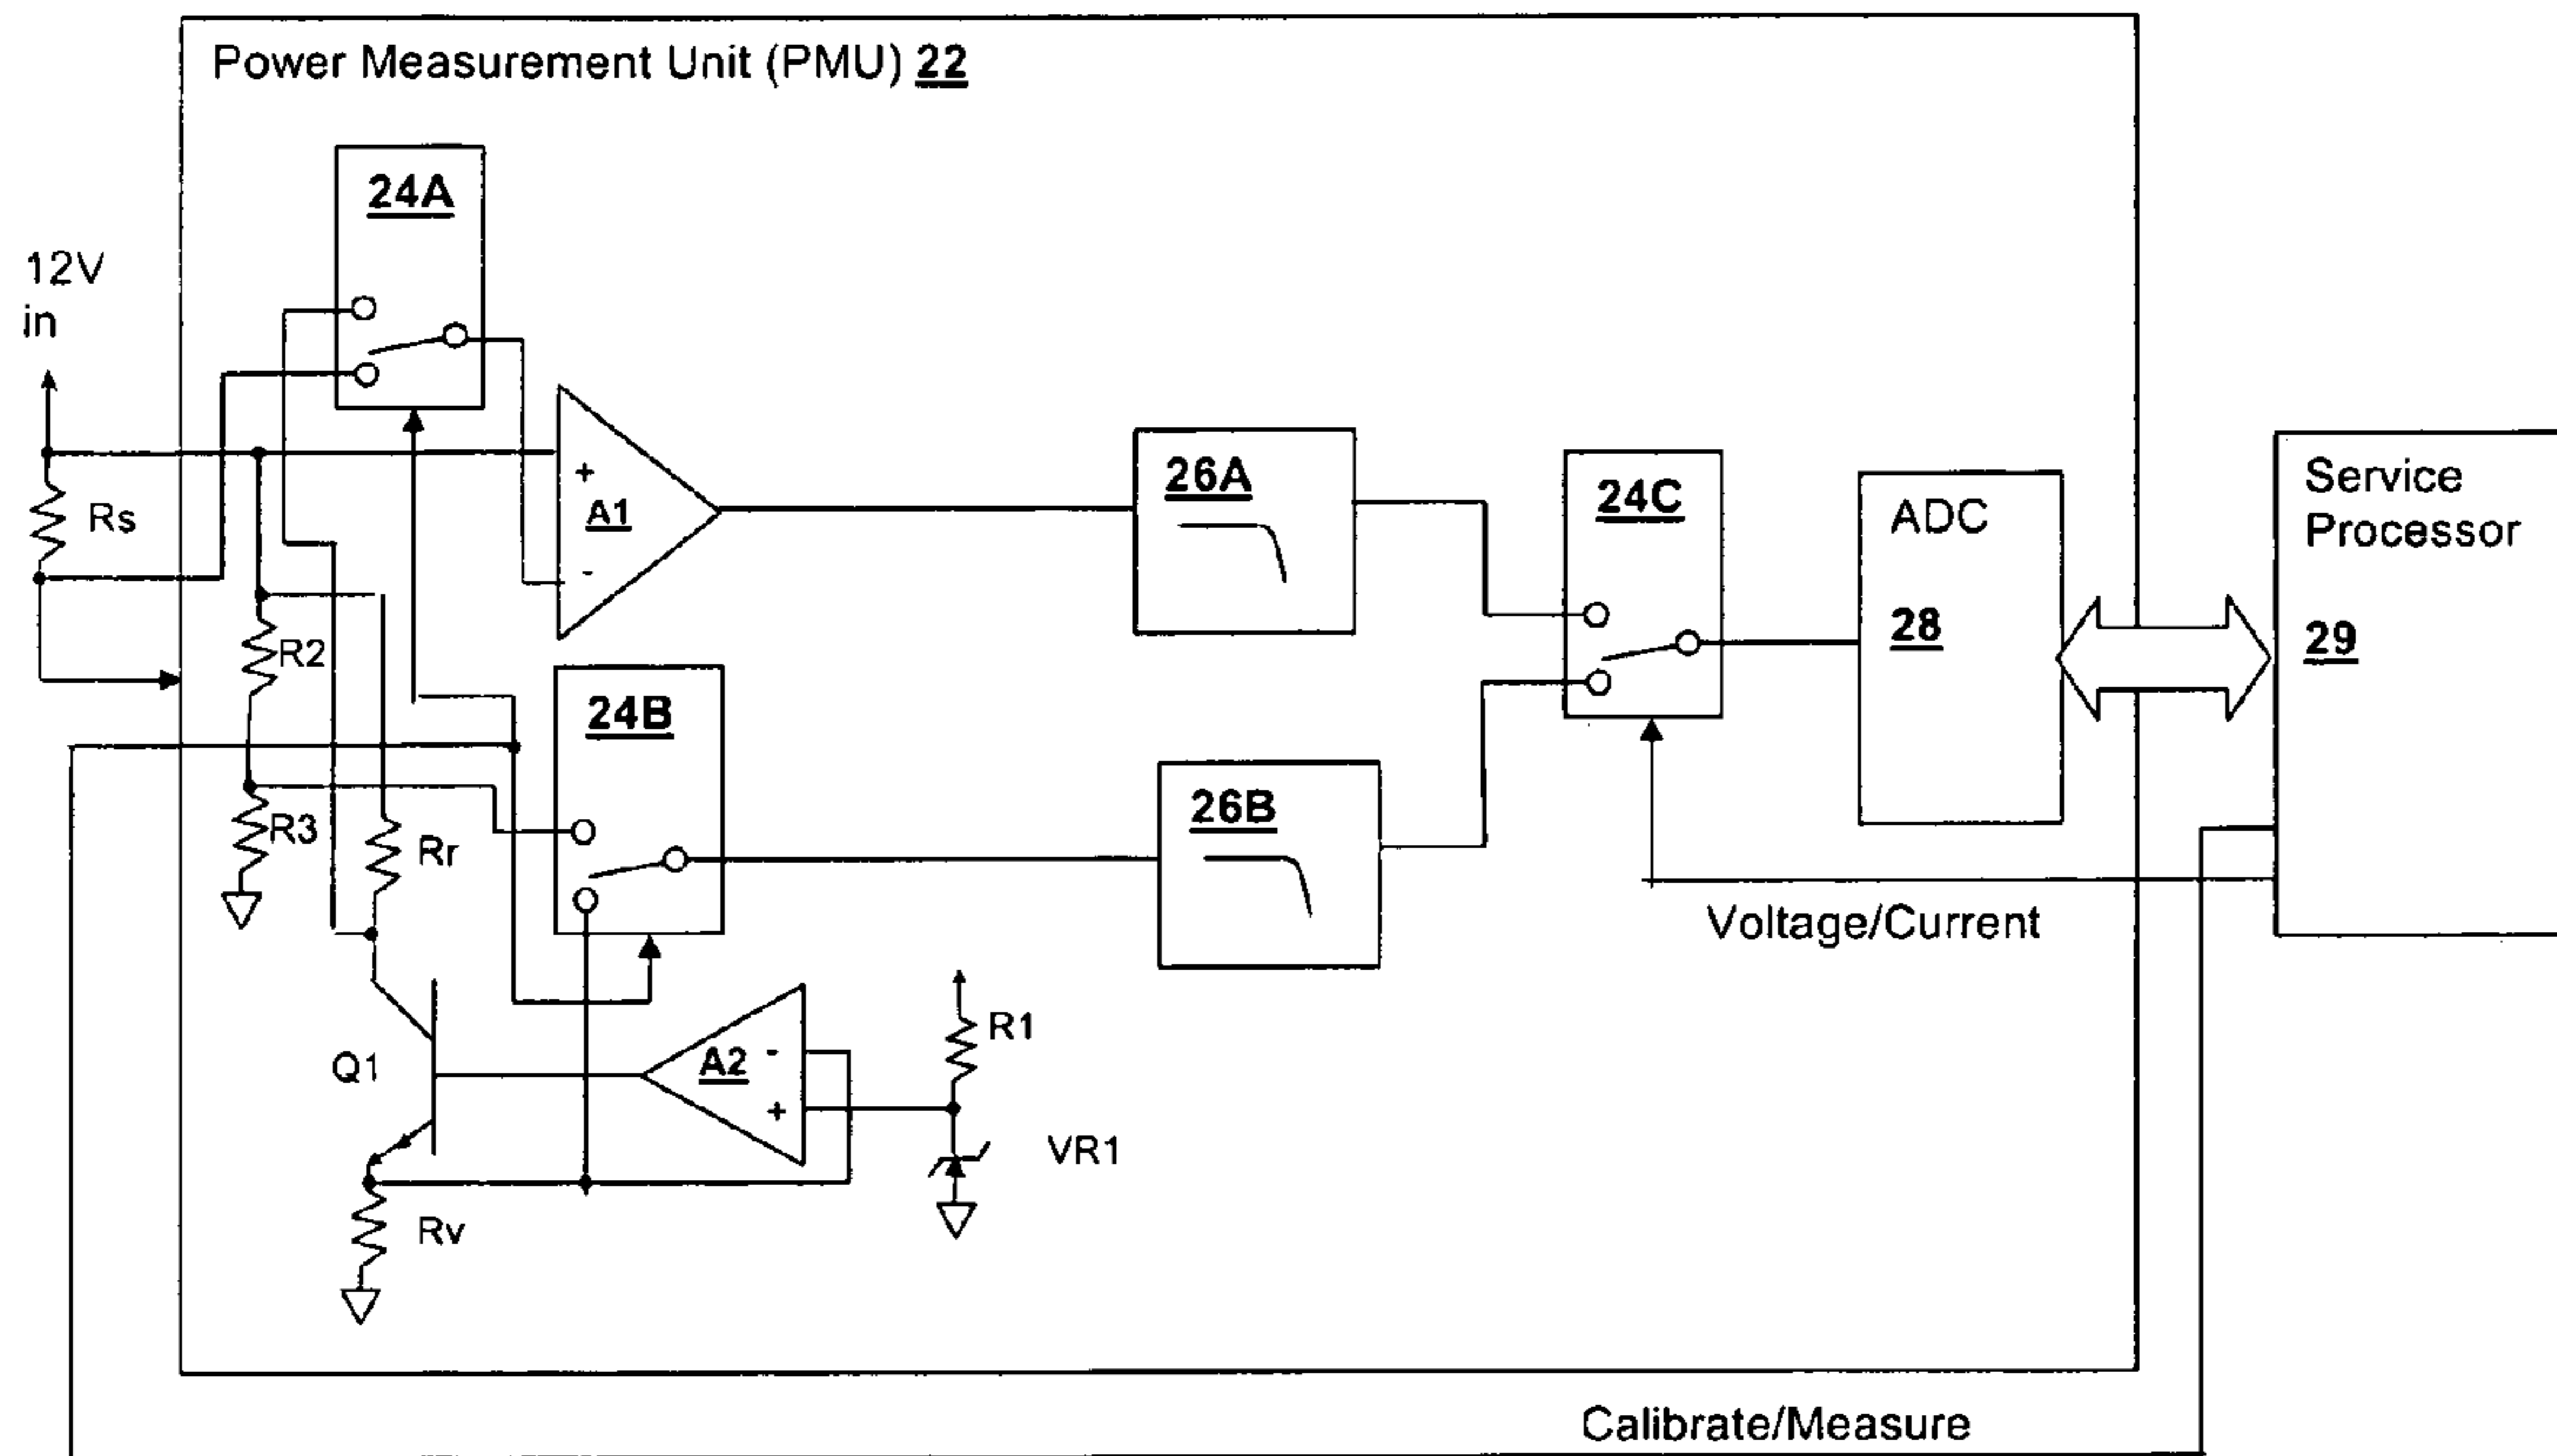 Power Measurement Unit (PMU) 22
24A
12V
in
Rs
+
A1
-
26A
24C
ADC
28
Service
Processor
29
R2
24B
R3
Rr
26B
Voltage/Current
Q1
A2
-
+
R1
VR1
Rv
Calibrate/Measure